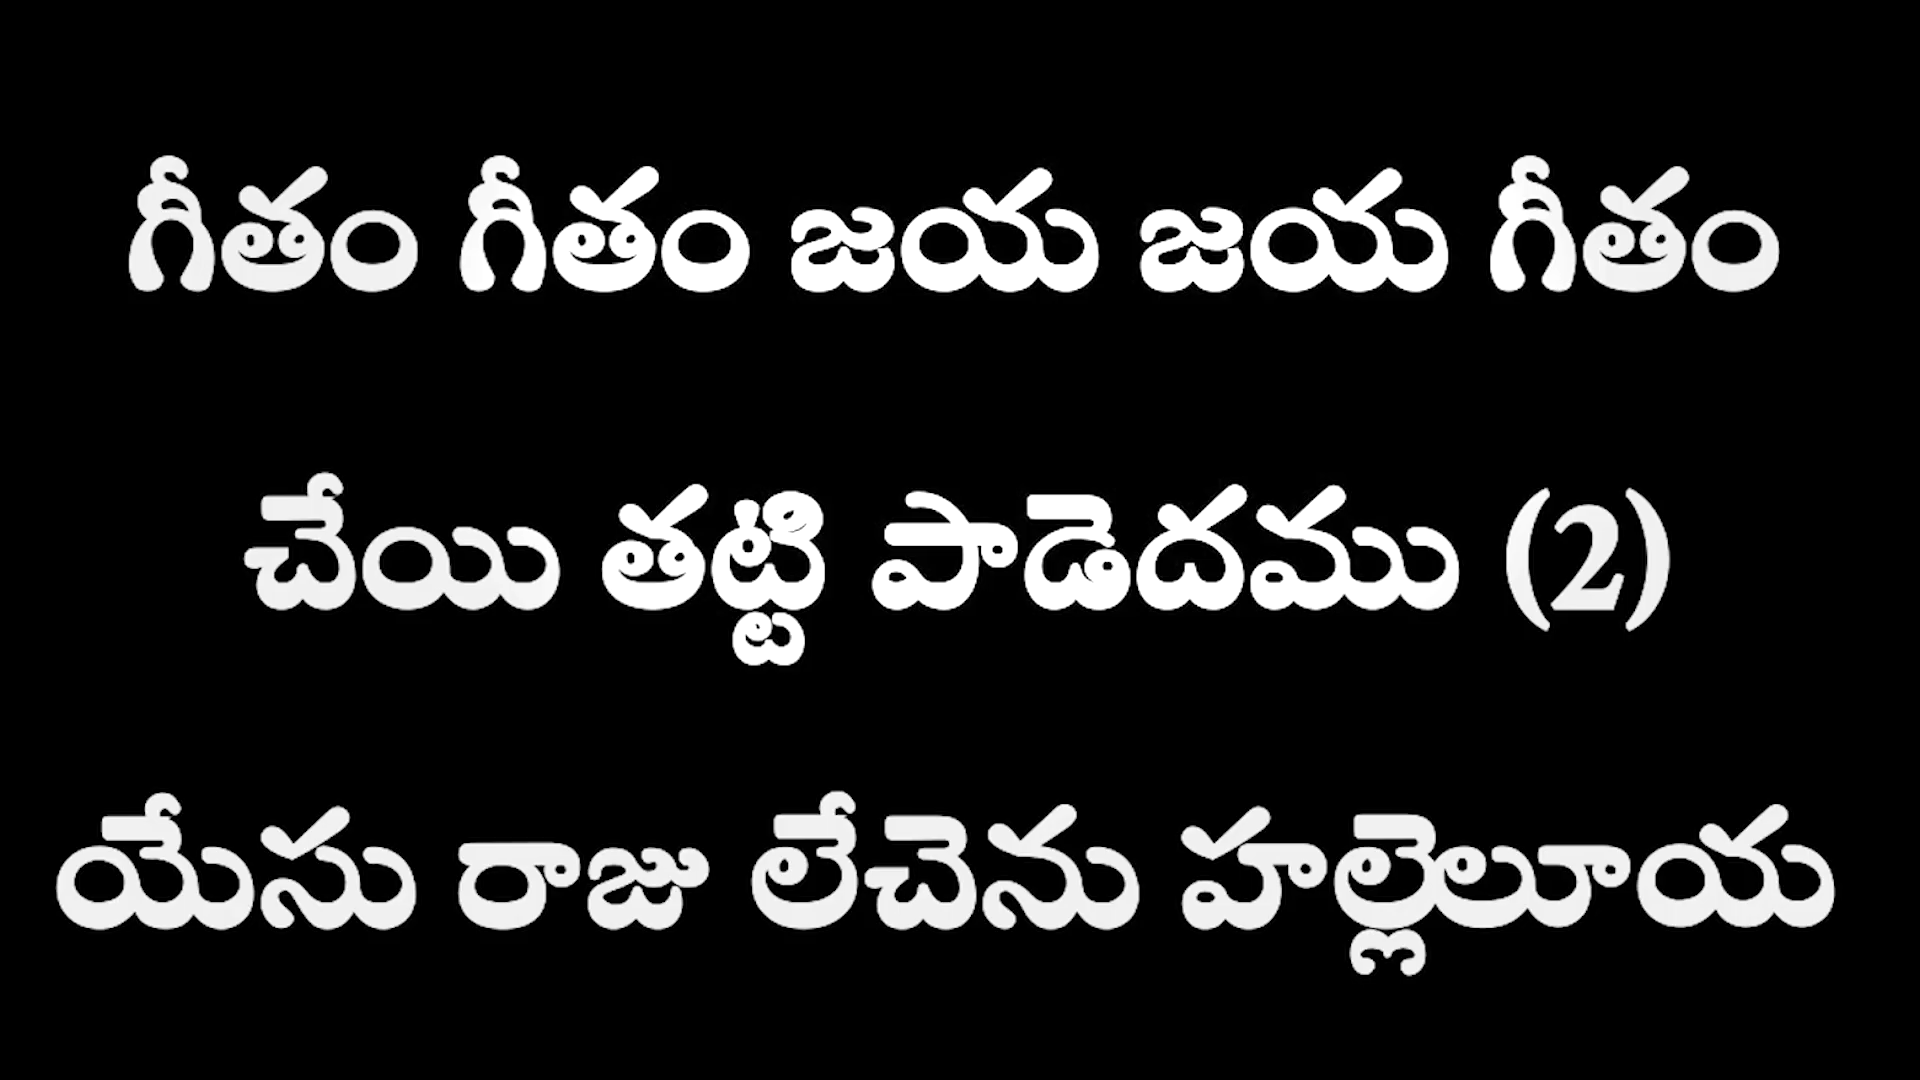 గీతం గీతం జయ జయ గీతం
చేయి తట్టి పాడెదము (2)
యేసు రాజు లేచెను హల్లెలూయ